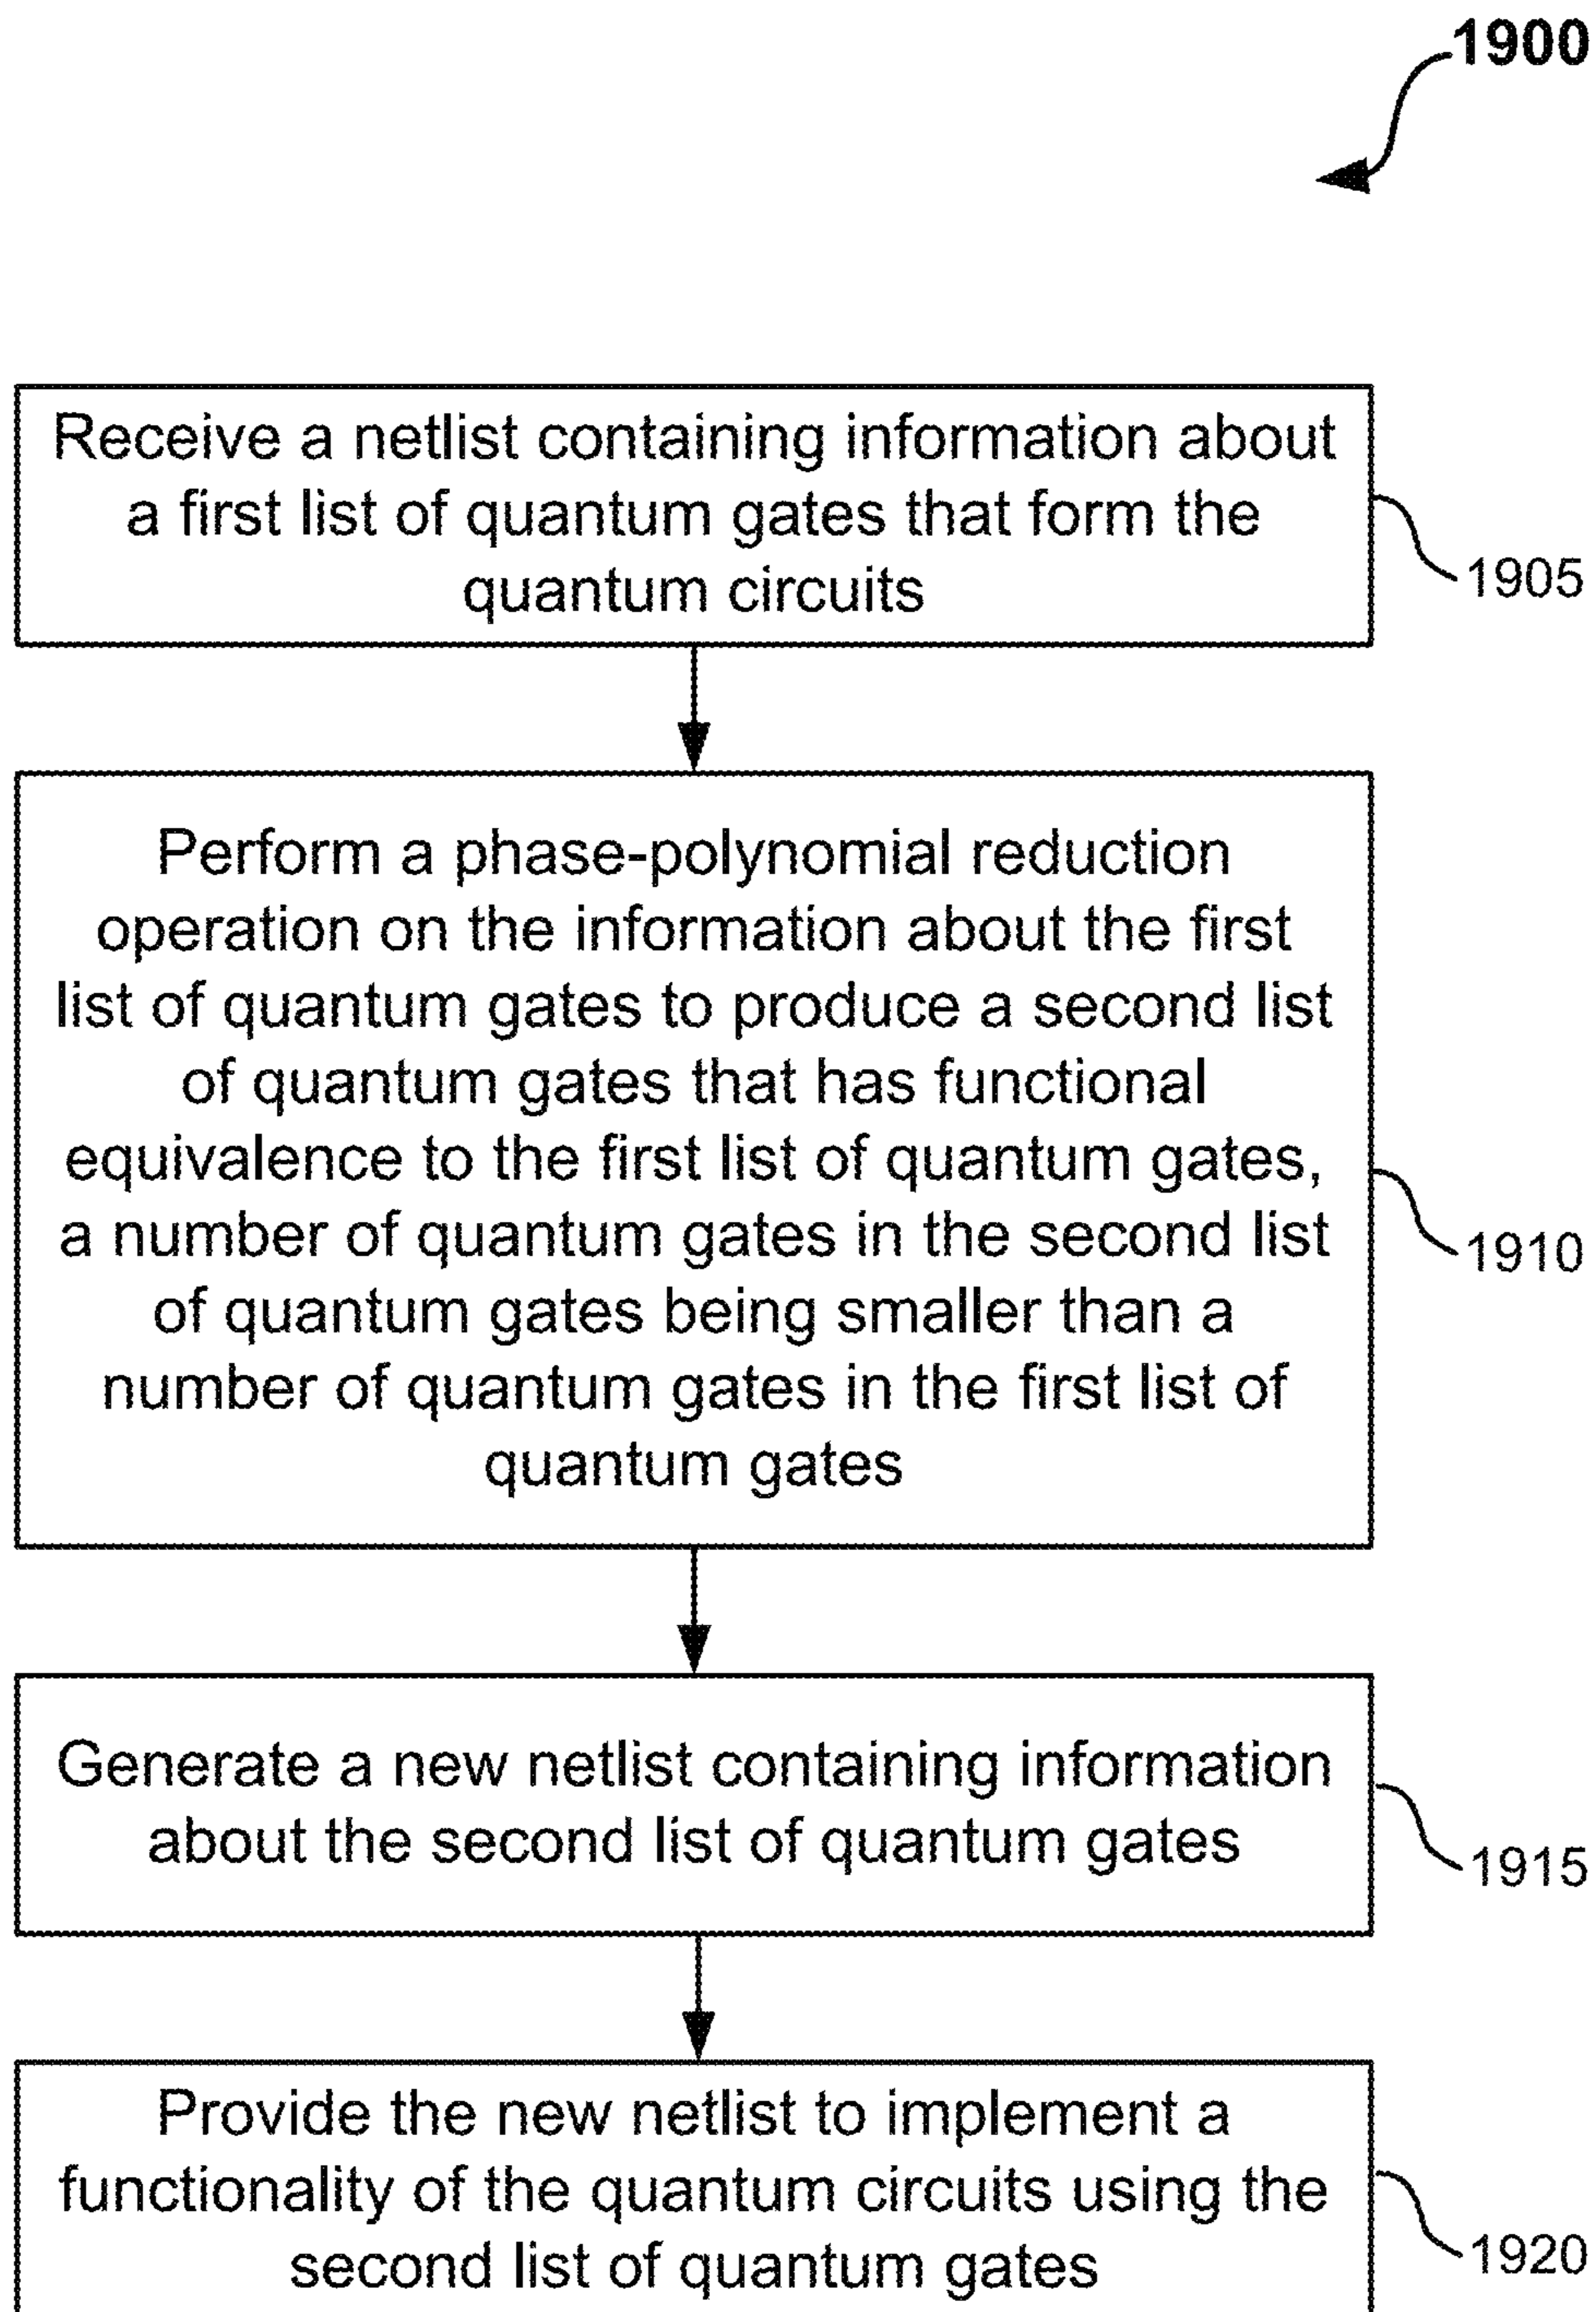 1900
Receive a netlist containing information about
a first list of quantum gates that form the
quantum circuits
1905
Perform a phase-polynomial reduction
operation on the information about the first
list of quantum gates to produce a second list
of quantum gates that has functional
equivalence to the first list of quantum gates,
a number of quantum gates in the second list
of quantum gates being smaller than a
number of quantum gates in the first list of
quantum gates
1910
Generate a new netlist containing information
about the second list of quantum gates
1915
Provide the new netlist to implement a
functionality of the quantum circuits using the
second list of quantum gates
1920